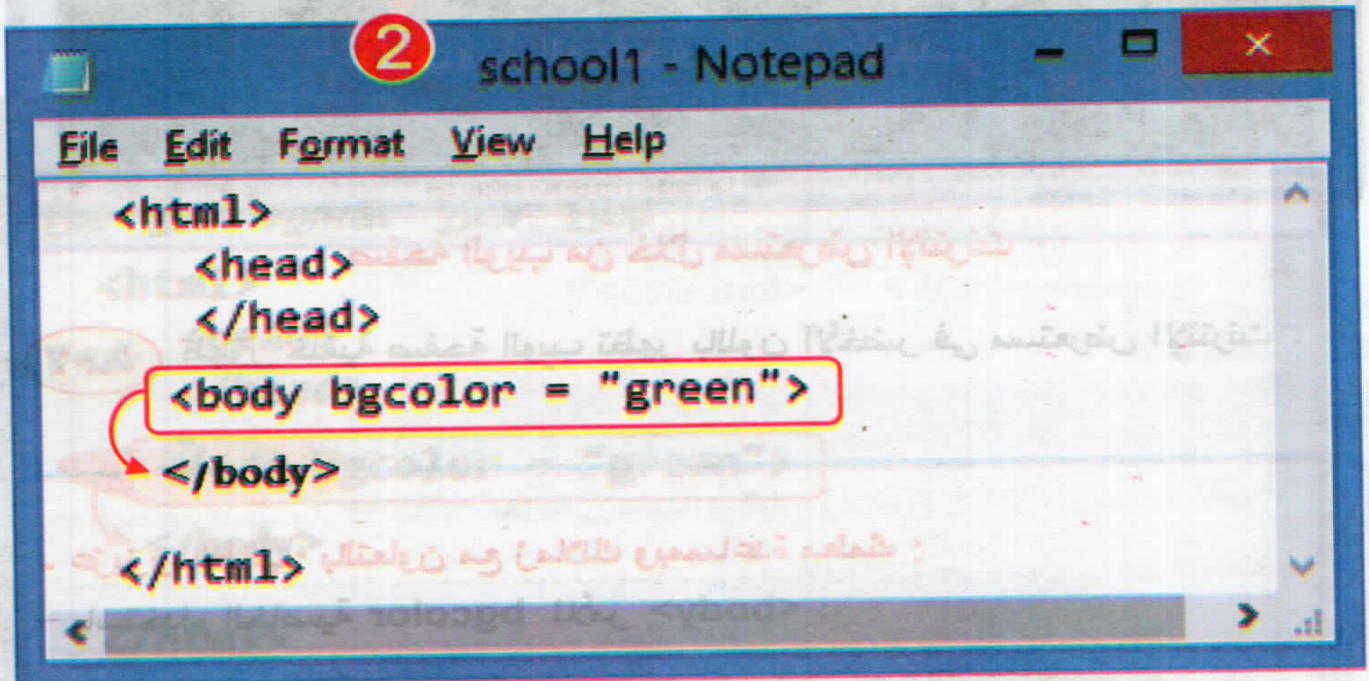 2
school1 - Notepad
File Edit Format View Help
<html>
<head>
</head>
<body bgcolor = "green">
</body>
</html>